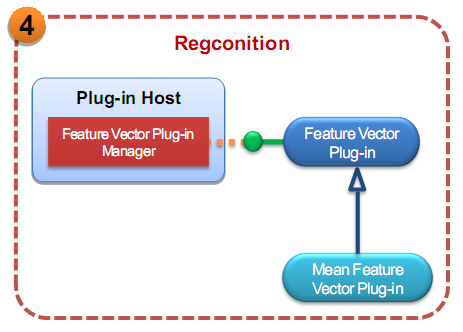 4
Regconition
Plug-in Host
Feature Vector Plug-in
Manager
Feature Vector
Plug-in
Mean Feature
Vector Plug-in